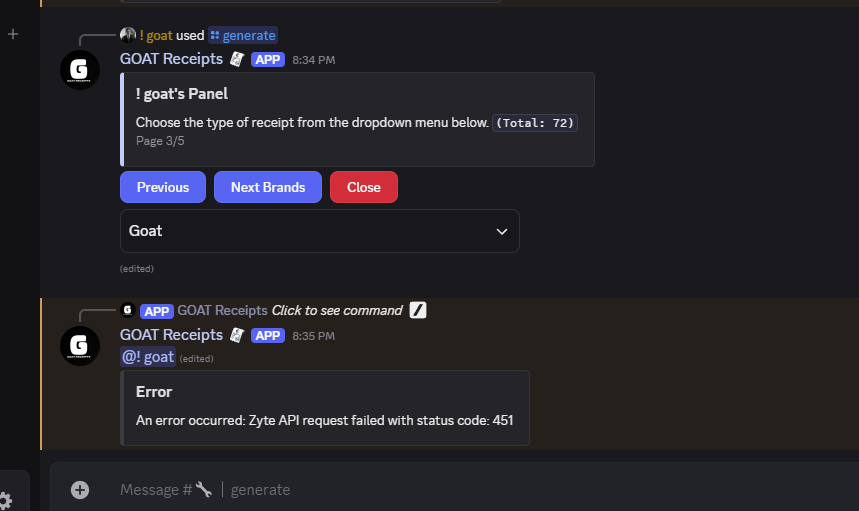 ! goat used generate
GOAT Receipts APP 8:34 PM
! goat's Panel
Choose the type of receipt from the dropdown menu below. (Total: 72)
Page 3/5
Previous Next Brands Close
Goat
(edited)
APP GOAT Receipts Click to see command
GOAT Receipts APP 8:35 PM
@! goat (edited)
Error
An error occurred: Zyte API request failed with status code: 451
Message # | generate